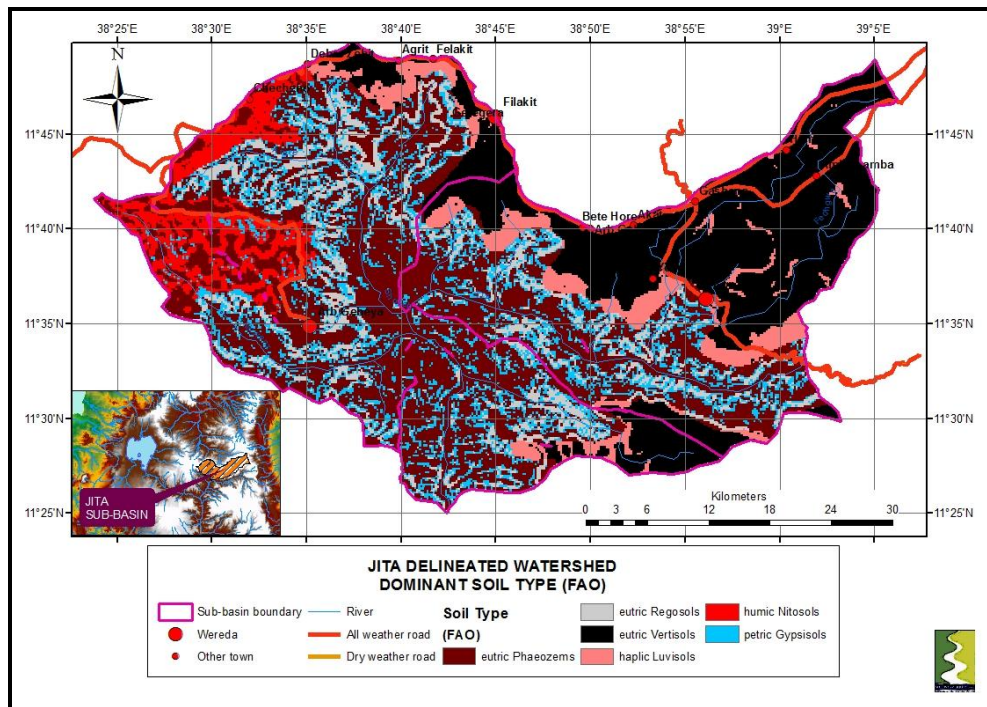 38°25'E 38°30'E 38°35'E 38°40'E 38°45'E 38°50'E 38°55'E 39°E 39°5'E
N
Agrit Felakit
Filakit
11°45'N 11°45'N
11°40'N 11°40'N
Bete Hore
11°35'N 11°35'N
11°30'N 11°30'N
JITA
SUB-BASIN
Kilometers
0 3 6 12 18 24 30
11°25'N 11°25'N
JITA DELINEATED WATERSHED
DOMINANT SOIL TYPE (FAO)
Sub-basin boundary River Soil Type eutric Regosols humic Nitosols
Wereda All weather road (FAO) eutric Vertisols petric Gypsisols
Other town Dry weather road eutric Phaeozems haplic Luvisols